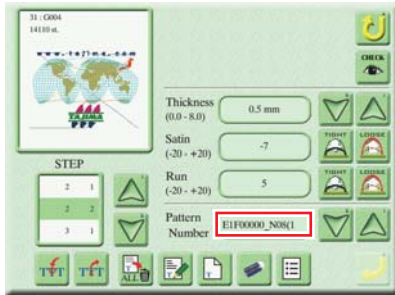 31 : G004
14110 st.
www.tajima.com
TAJIMA
CHECK
Thickness
(0.0 - 8.0)
0.5 mm
Satin
(-20 - +20)
-7
TIGHT
LOOSE
STEP
Run
(-20 - +20)
5
TIGHT
LOOSE
2 1
2 2
3 1
Pattern
Number
E1F00000_N08(1
ALL